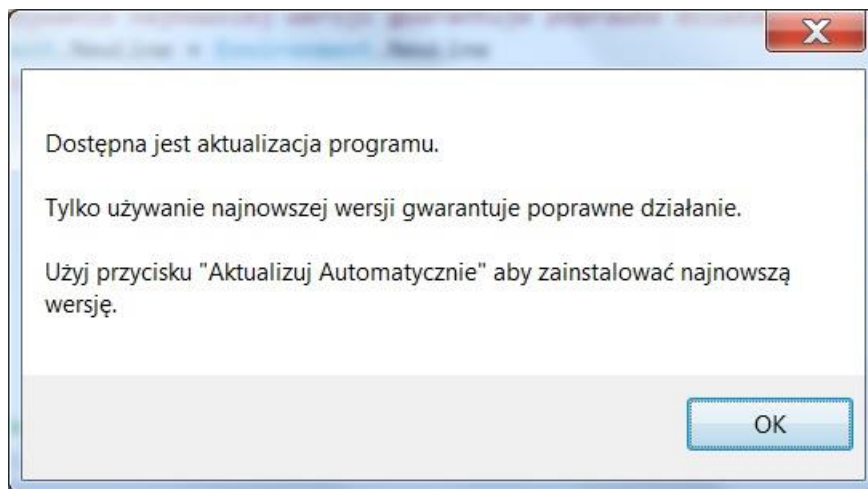 Dostępna jest aktualizacja programu.
Tylko używanie najnowszej wersji gwarantuje poprawne działanie.
Użyj przycisku "Aktualizuj Automatycznie" aby zainstalować najnowszą
wersję.
OK